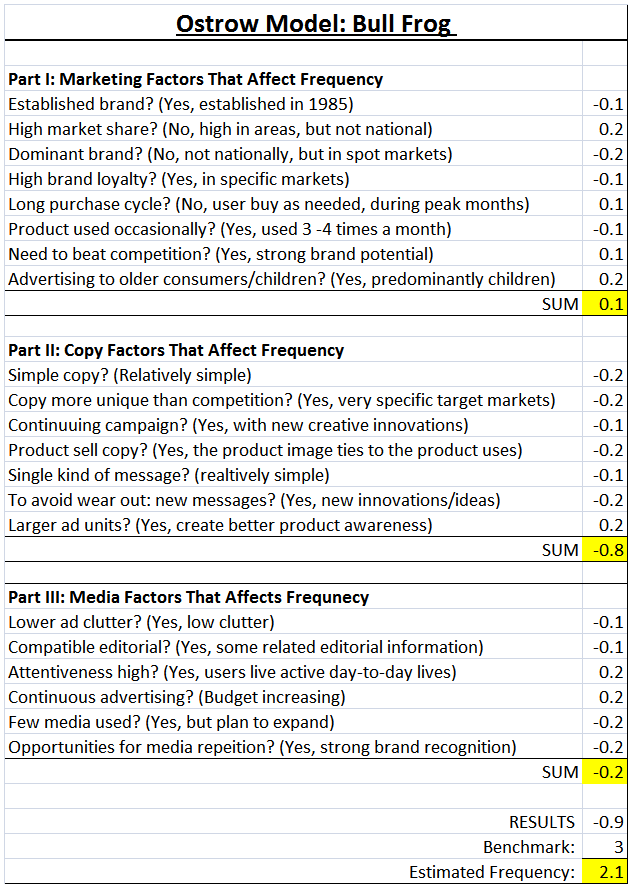 Ostrow Model: Bull Frog
Part I: Marketing Factors That Affect Frequency
Established brand? (Yes, established in 1985) -0.1
High market share? (No, high in areas, but not national) 0.2
Dominant brand? (No, not nationally, but in spot markets) -0.2
High brand loyalty? (Yes, in specific markets) -0.1
Long purchase cycle? (No, user buy as needed, during peak months) 0.1
Product used occasonally? (Yes, used 3 -4 times a month) -0.1
Need to beat competition? (Yes, strong brand potential) 0.1
Advertising to older consumers/children? (Yes, predominantly children) 0.2
SUM 0.1
Part II: Copy Factors That Affect Frequency
Simple copy? (Relatively simple) -0.2
Copy more unique than competition? (Yes, very specific target markets) -0.2
Continuuing campaign? (Yes, with new creative innovations) -0.1
Product sell copy? (Yes, the product image ties to the product uses) -0.2
Single kind of message? (realtively simple) -0.1
To avoid wear out: new messages? (Yes, new innovations/ideas) -0.2
Larger ad units? (Yes, create better product awareness) 0.2
SUM -0.8
Part III: Media Factors That Affects Frequnecy
Lower ad clutter? (Yes, low clutter) -0.1
Compatible editorial? (Yes, some related editorial information) -0.1
Attentiveness high? (Yes, users live active day-to-day lives) 0.2
Continuous advertising? (Budget increasing) 0.2
Few media used? (Yes, but plan to expand) -0.2
Opportunities for media repeition? (Yes, strong brand recognition) -0.2
SUM -0.2
RESULTS -0.9
Benchmark: 3
Estimated Frequency: 2.1